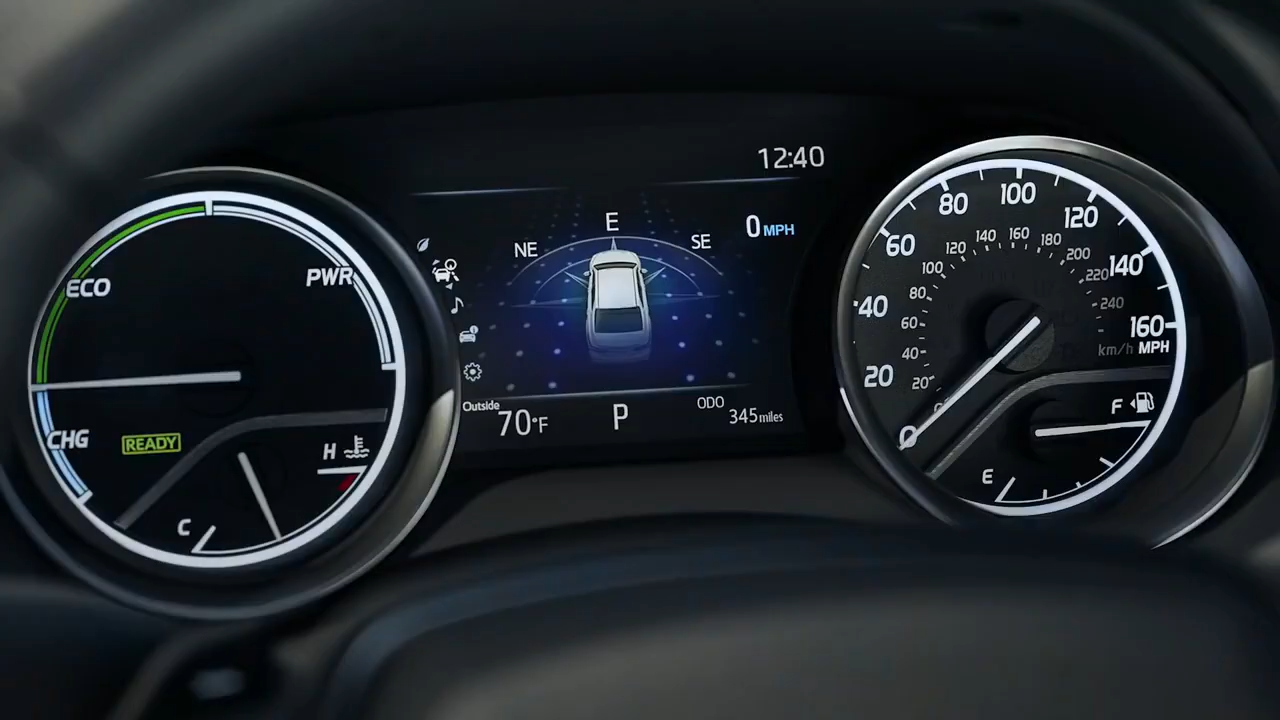 ECO
PWR
CHG
READY
H
C
12:40
E
NE
SE
0 MPH
Outside
70°F
P
ODO
345 miles
0
20
40
60
80
100
120
140
160
MPH
km/h
20
40
60
80
100
120
140
160
180
200
220
240
F
E